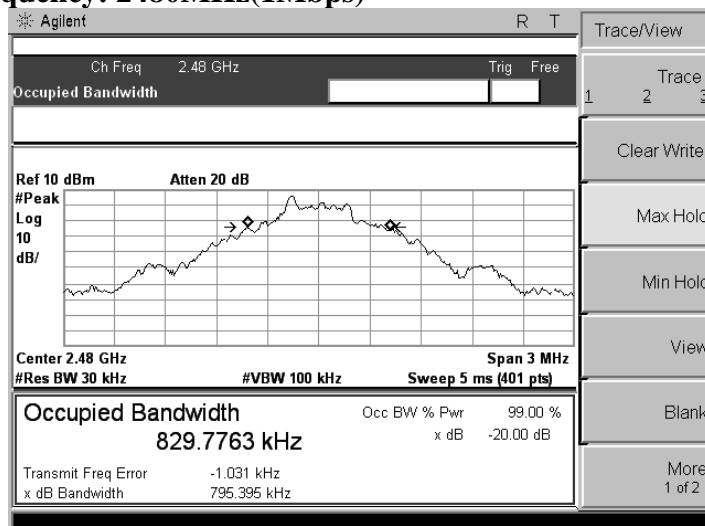 quency: 2480MHz(1Mbps)
Agilent R T
Trace/View
Ch Freq 2.48 GHz Trig Free
Occupied Bandwidth
Trace
1 2 3
Clear Write
Ref 10 dBm Atten 20 dB
#Peak
Log
10
dB/
Max Hold
Min Hold
View
Center 2.48 GHz Span 3 MHz
#Res BW 30 kHz #VBW 100 kHz Sweep 5 ms (401 pts)
Blank
Occupied Bandwidth Occ BW % Pwr 99.00 %
829.7763 kHz x dB -20.00 dB
Transmit Freq Error -1.031 kHz
x dB Bandwidth 795.395 kHz
More
1 of 2